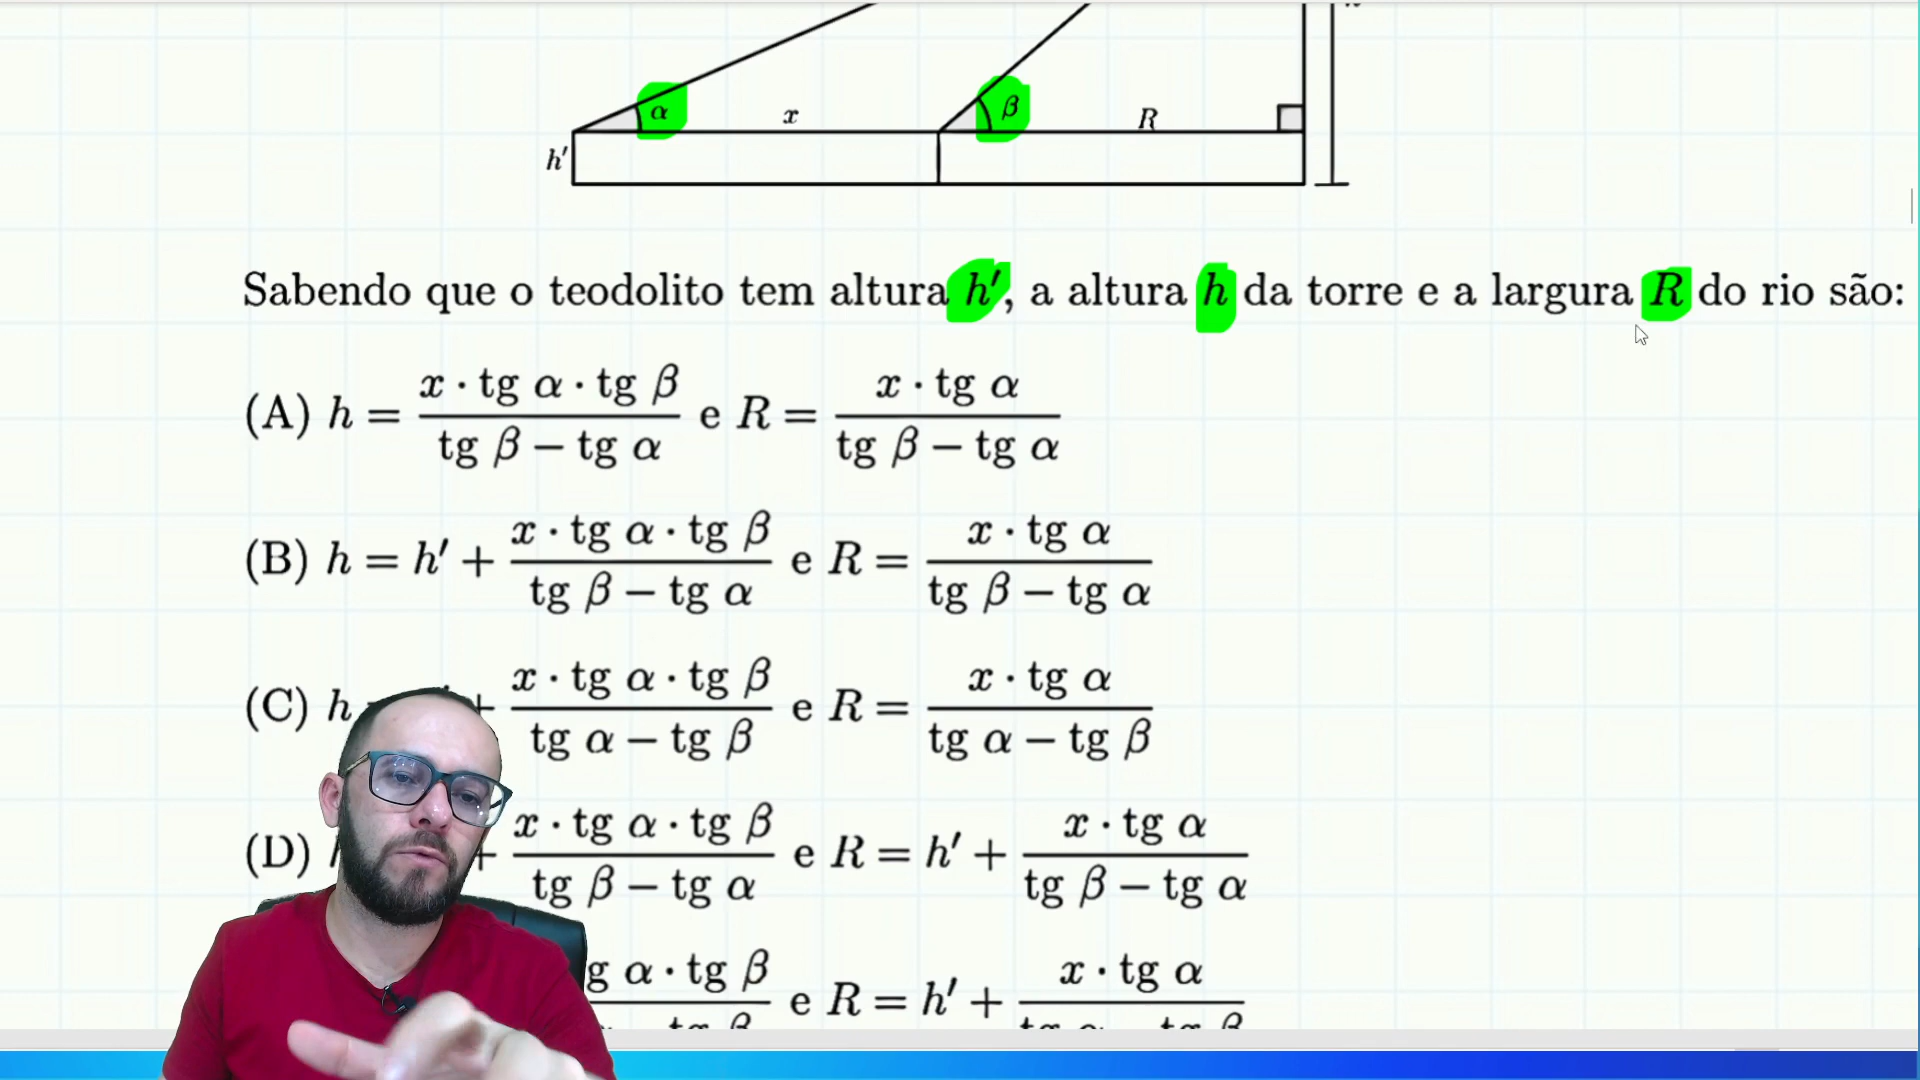 α x β R
h′
Sabendo que o teodolito tem altura h′, a altura h da torre e a largura R do rio são:
(A) h = x · tg α · tg β / tg β − tg α e R = x · tg α / tg β − tg α
(B) h = h′ + x · tg α · tg β / tg β − tg α e R = x · tg α / tg β − tg α
(C) h + x · tg α · tg β / tg α − tg β e R = x · tg α / tg α − tg β
(D) + x · tg α · tg β / tg β − tg α e R = h′ + x · tg α / tg β − tg α
α · tg β e R = h′ + x · tg α